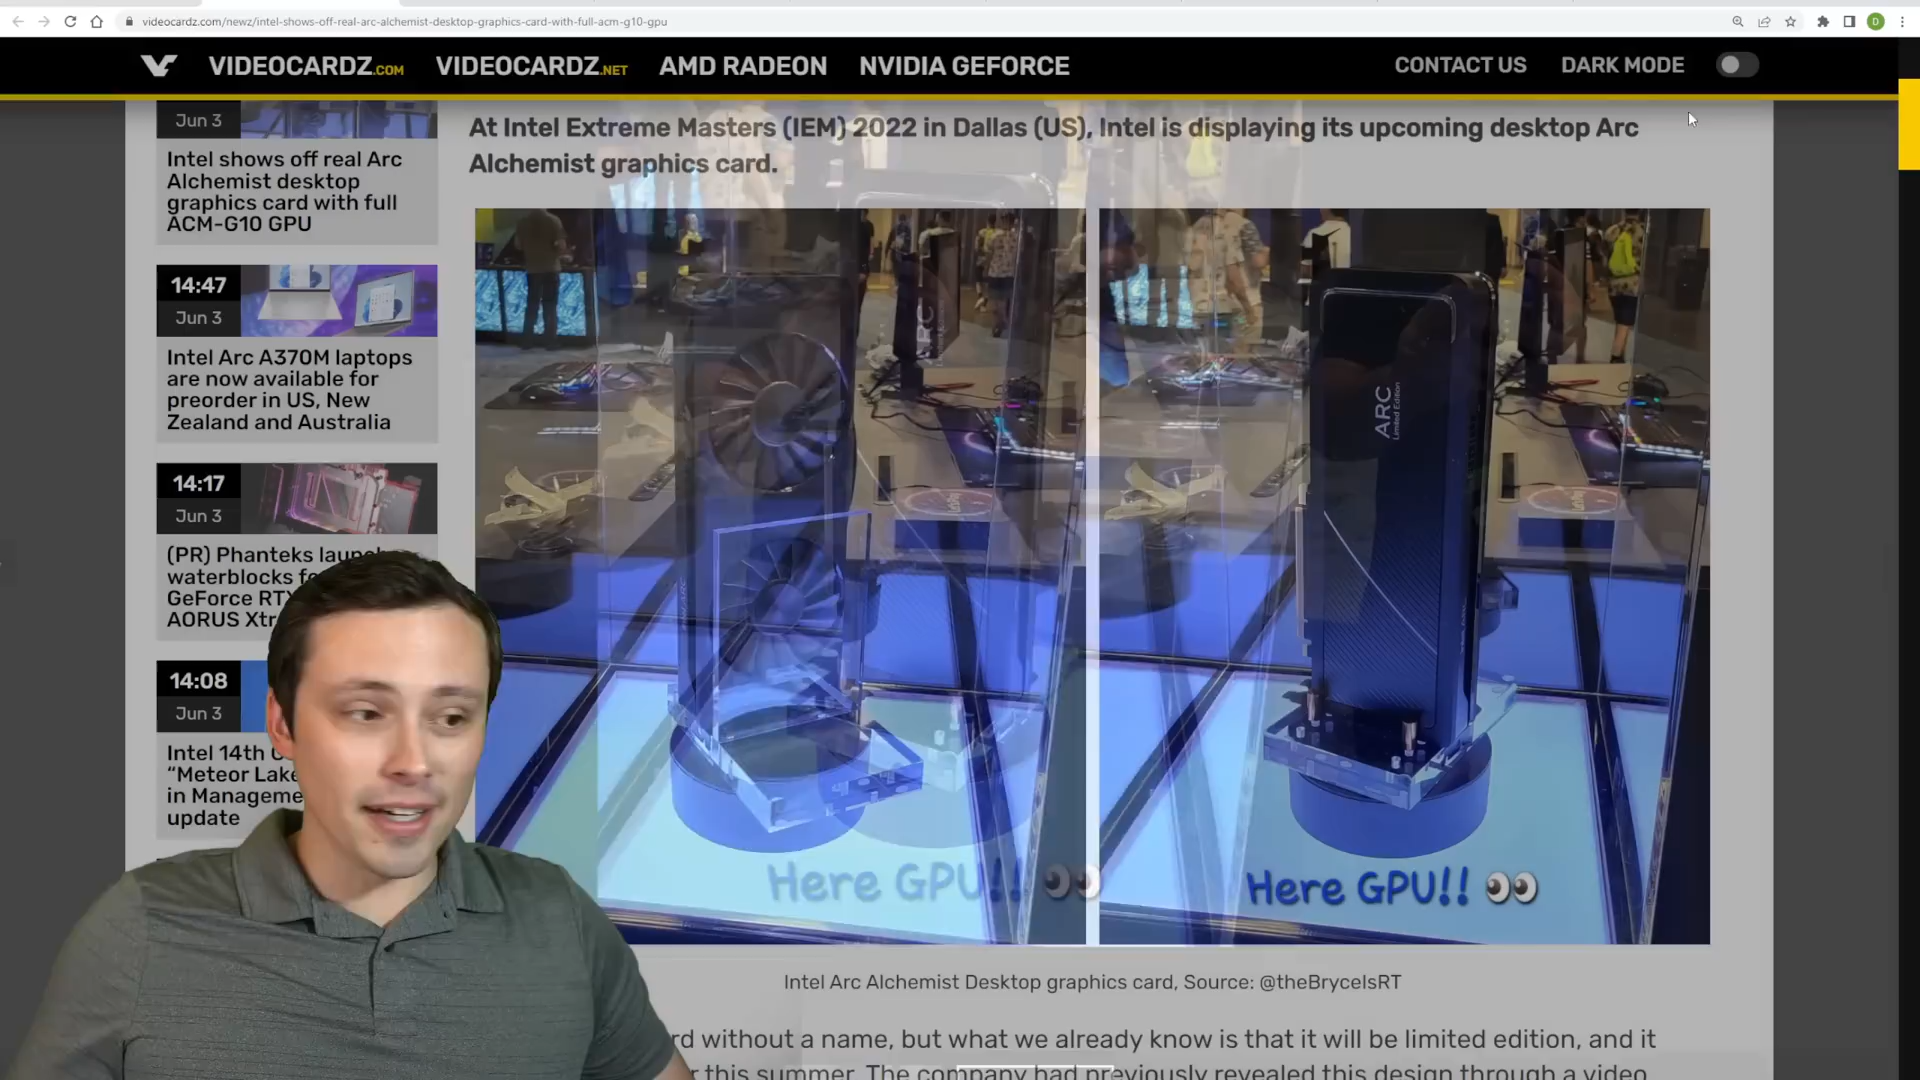 videocardz.com/newz/intel-shows-off-real-arc-alchemist-desktop-graphics-card-with-full-acm-g10-gpu
D
VIDEOCARDZ.COM VIDEOCARDZ.NET AMD RADEON NVIDIA GEFORCE CONTACT US DARK MODE
Jun 3
Intel shows off real Arc
Alchemist desktop
graphics card with full
ACM-G10 GPU
14:47
Jun 3
Intel Arc A370M laptops
are now available for
preorder in US, New
Zealand and Australia
14:17
Jun 3
(PR) Phanteks
waterblocks
GeForce RTX
AORUS
14:08
Jun 3
Intel 14th
“Meteor Lake
in
update
At Intel Extreme Masters (IEM) 2022 in Dallas (US), Intel is displaying its upcoming desktop Arc
Alchemist graphics card.
ARC
ARC
Limited Edition
Here GPU!! 👀
Here GPU!! 👀
Intel Arc Alchemist Desktop graphics card, Source: @theBryceIsRT
without a name, but what we already know is that it will be limited edition, and it
this summer. The company had previously revealed this design through a video